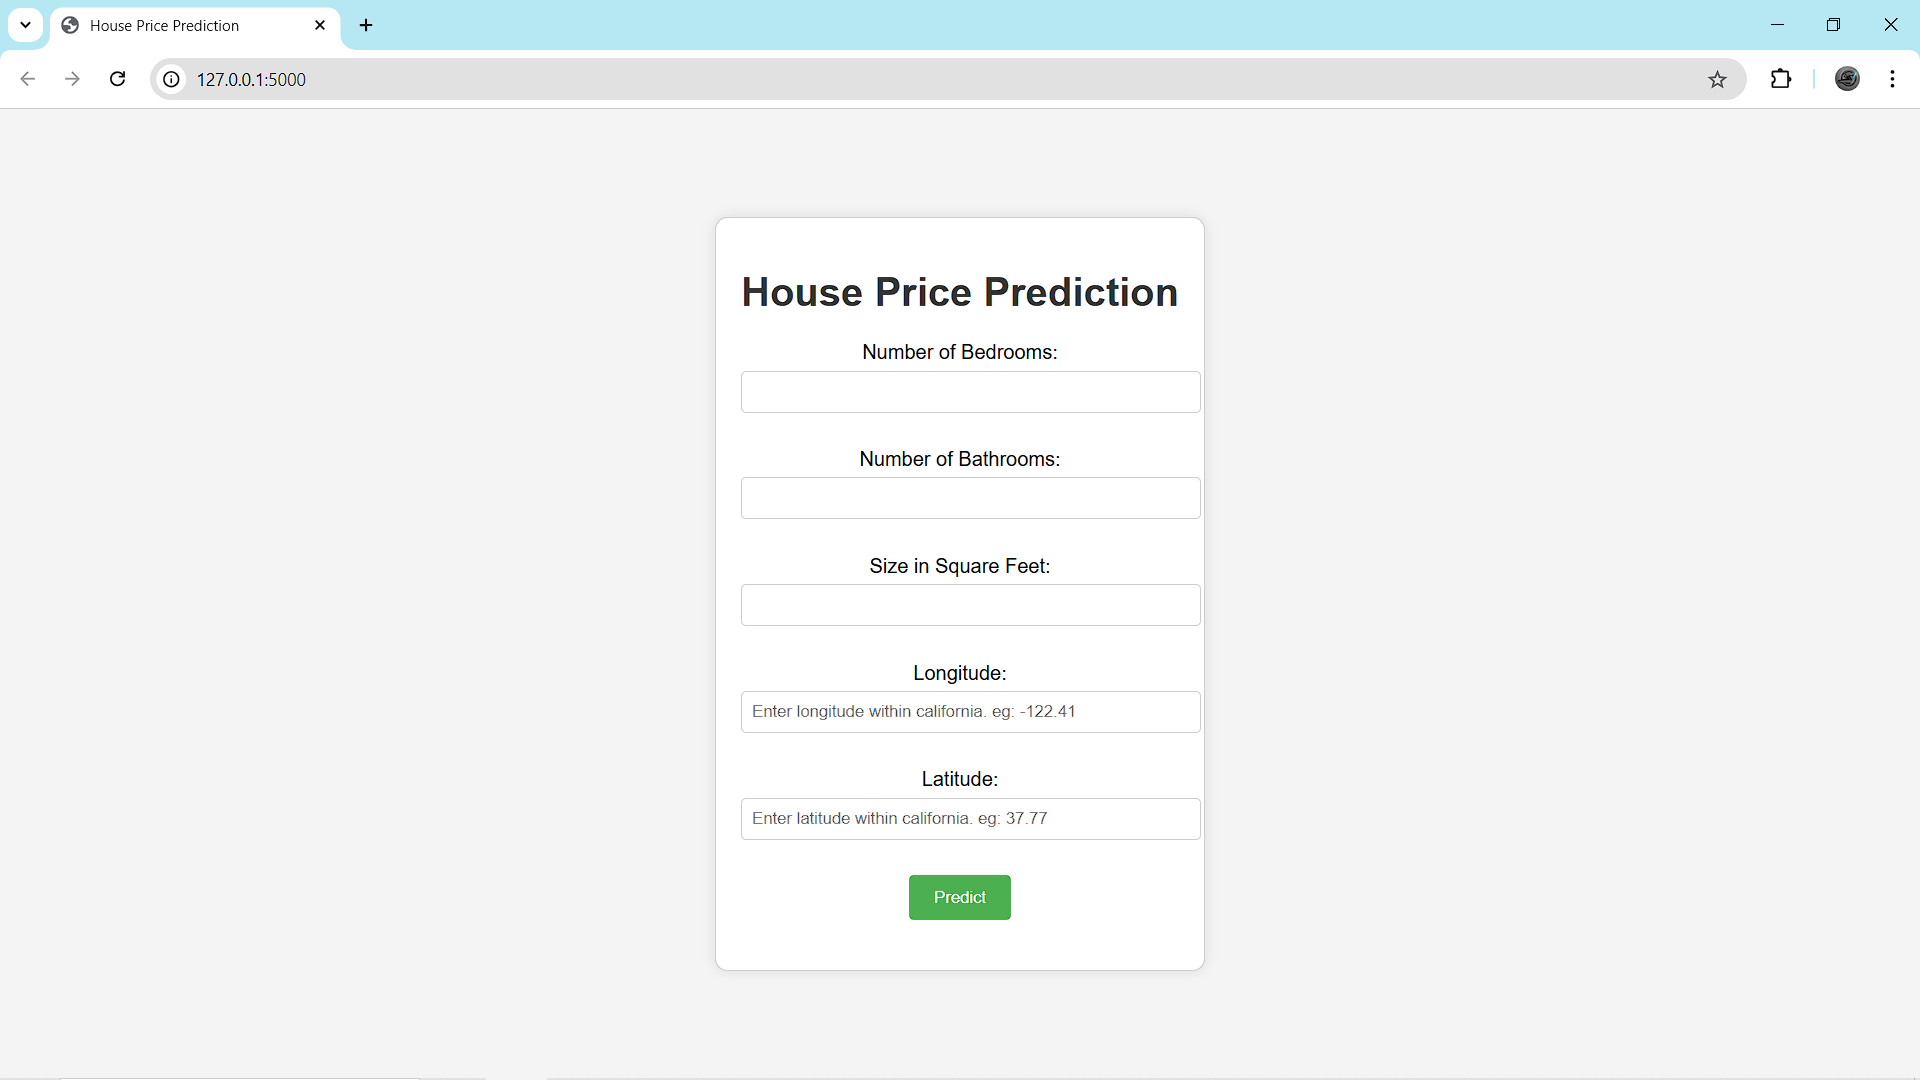 House Price Prediction
127.0.0.1:5000
House Price Prediction
Number of Bedrooms:
Number of Bathrooms:
Size in Square Feet:
Longitude:
Enter longitude within california. eg: -122.41
Latitude:
Enter latitude within california. eg: 37.77
Predict